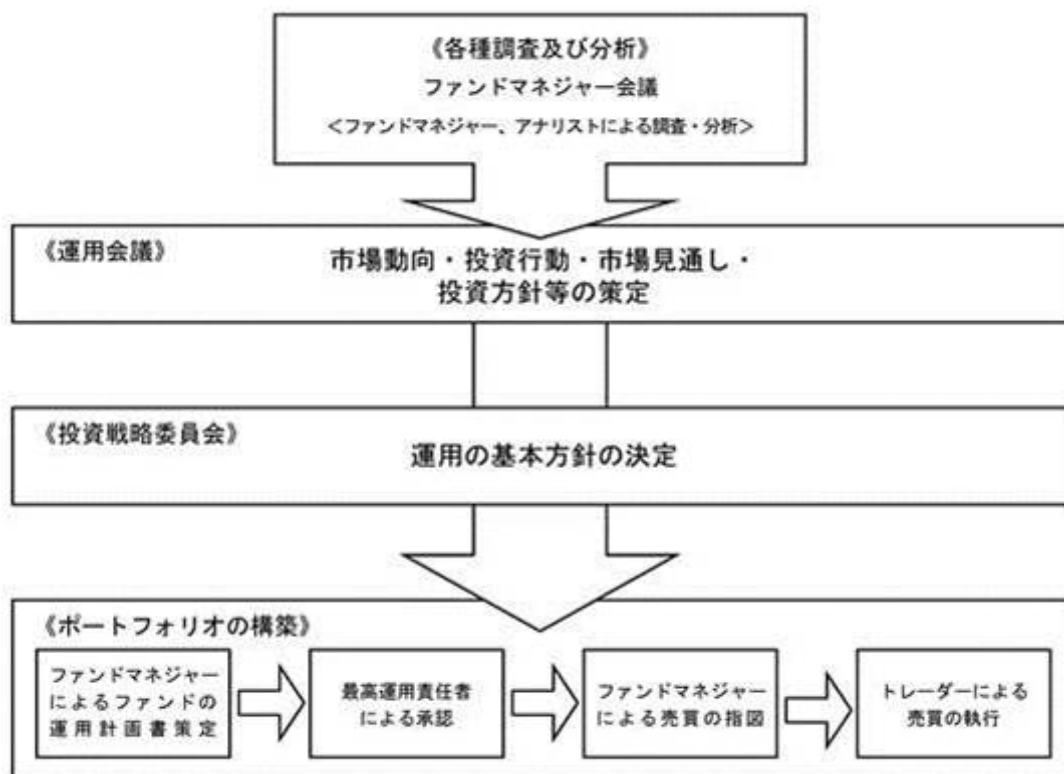 《各種調査及び分析》
ファンドマネジャー会議
<ファンドマネジャー、アナリストによる調査・分析>
《運用会議》
市場動向・投資行動・市場見通し・
投資方針等の策定
《投資戦略委員会》
運用の基本方針の決定
《ポートフォリオの構築》
ファンドマネジャー
によるファンドの
運用計画書策定
最高運用責任者
による承認
ファンドマネジャー
による売買の指図
トレーダーによる
売買の執行